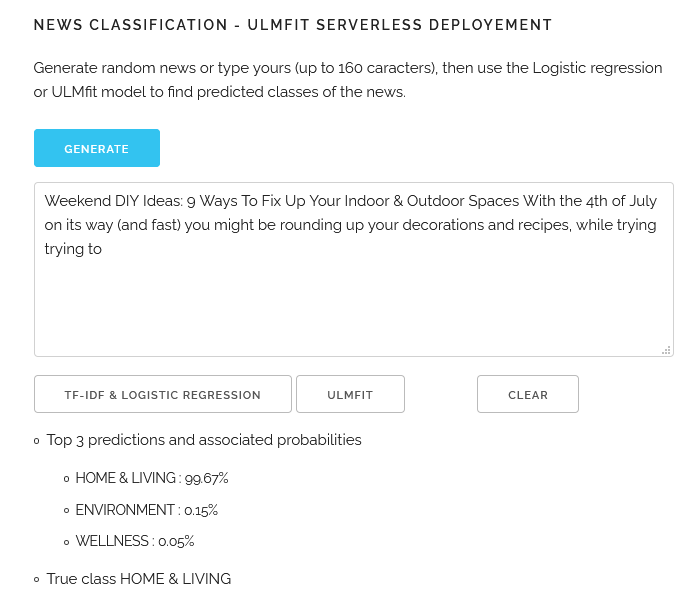 NEWS CLASSIFICATION - ULMFIT SERVERLESS DEPLOYEMENT
Generate random news or type yours (up to 160 caracters), then use the Logistic regression
or ULMfit model to find predicted classes of the news.
GENERATE
Weekend DIY Ideas: 9 Ways To Fix Up Your Indoor & Outdoor Spaces With the 4th of July
on its way (and fast) you might be rounding up your decorations and recipes, while trying
trying to
TF-IDF & LOGISTIC REGRESSION ULMFIT CLEAR
Top 3 predictions and associated probabilities
HOME & LIVING : 99.67%
ENVIRONMENT : 0.15%
WELLNESS : 0.05%
True class HOME & LIVING